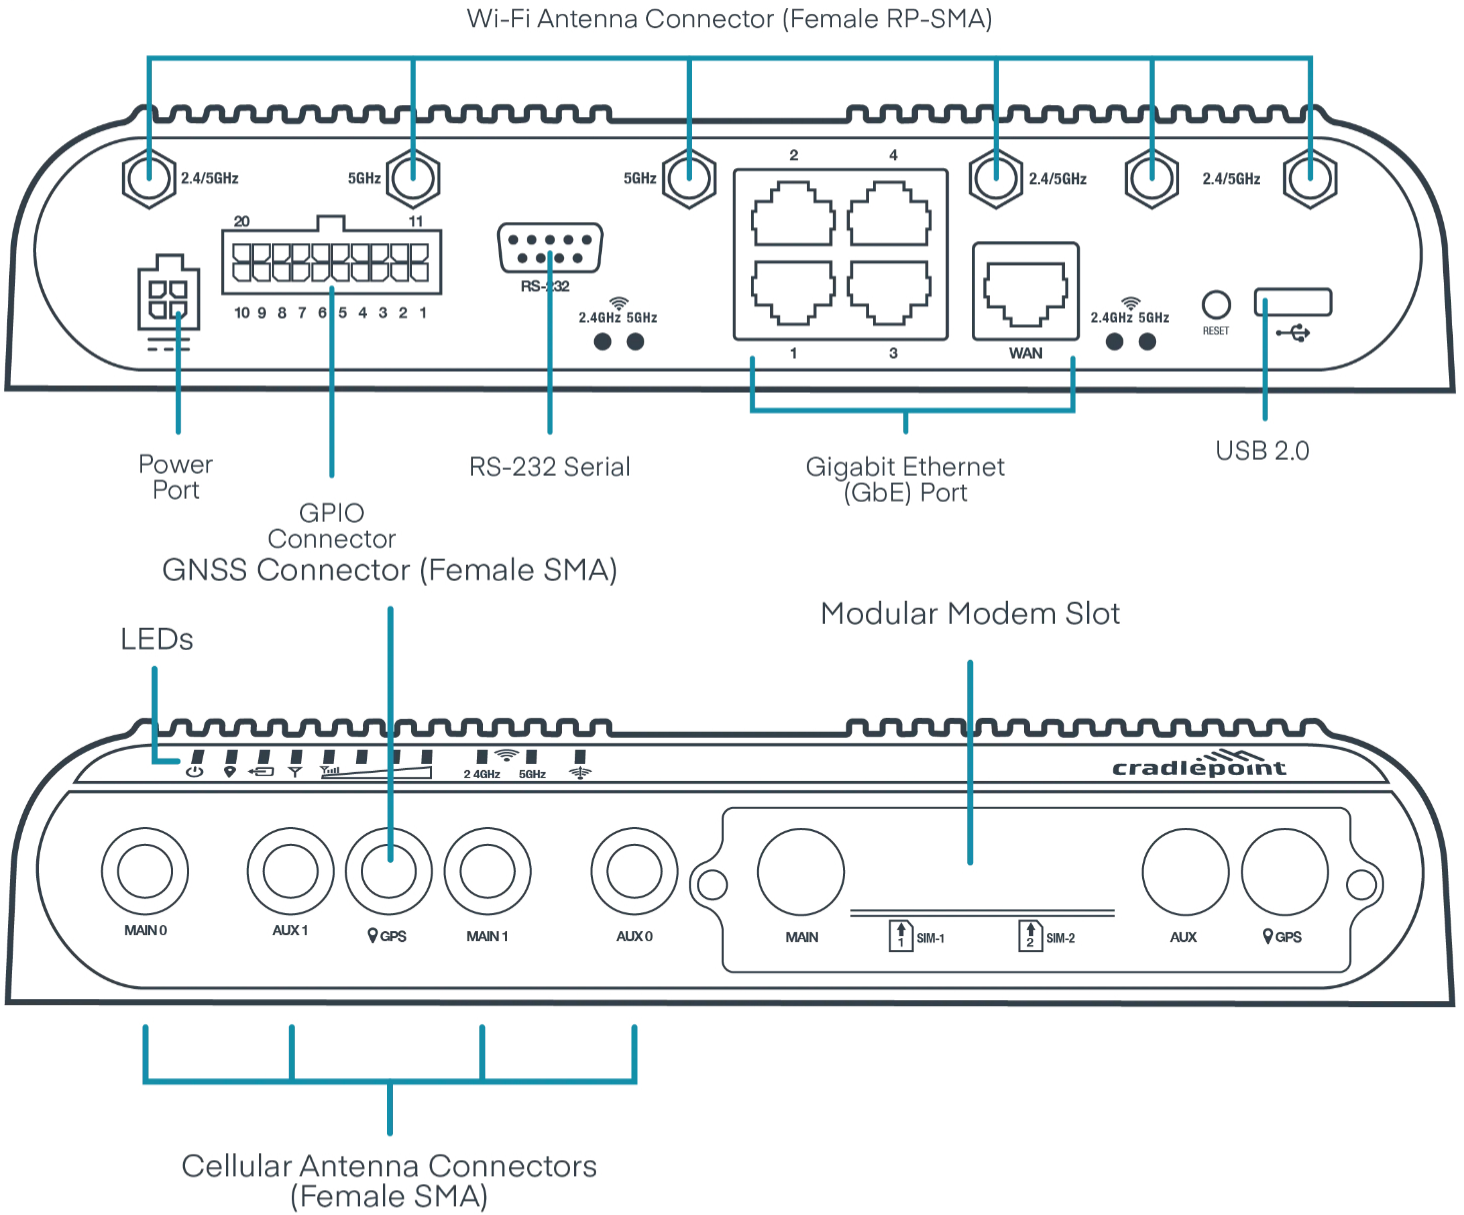 Wi-Fi Antenna Connector (Female RP-SMA)
2 4
2.4/5GHz 5GHz 5GHz 2.4/5GHz 2.4/5GHz
20 11
RS-232
10 9 8 7 6 5 4 3 2 1
2.4GHz 5GHz
2.4GHz 5GHz
RESET
1 3 WAN
Power
Port
GPIO
Connector
RS-232 Serial
Gigabit Ethernet
(GbE) Port
USB 2.0
GNSS Connector (Female SMA)
LEDs
Modular Modem Slot
2 4GHz 5GHz
cradlepoint
MAIN 0 AUX 1 GPS MAIN 1 AUX 0
MAIN 1 SIM-1 2 SIM-2 AUX GPS
Cellular Antenna Connectors
(Female SMA)